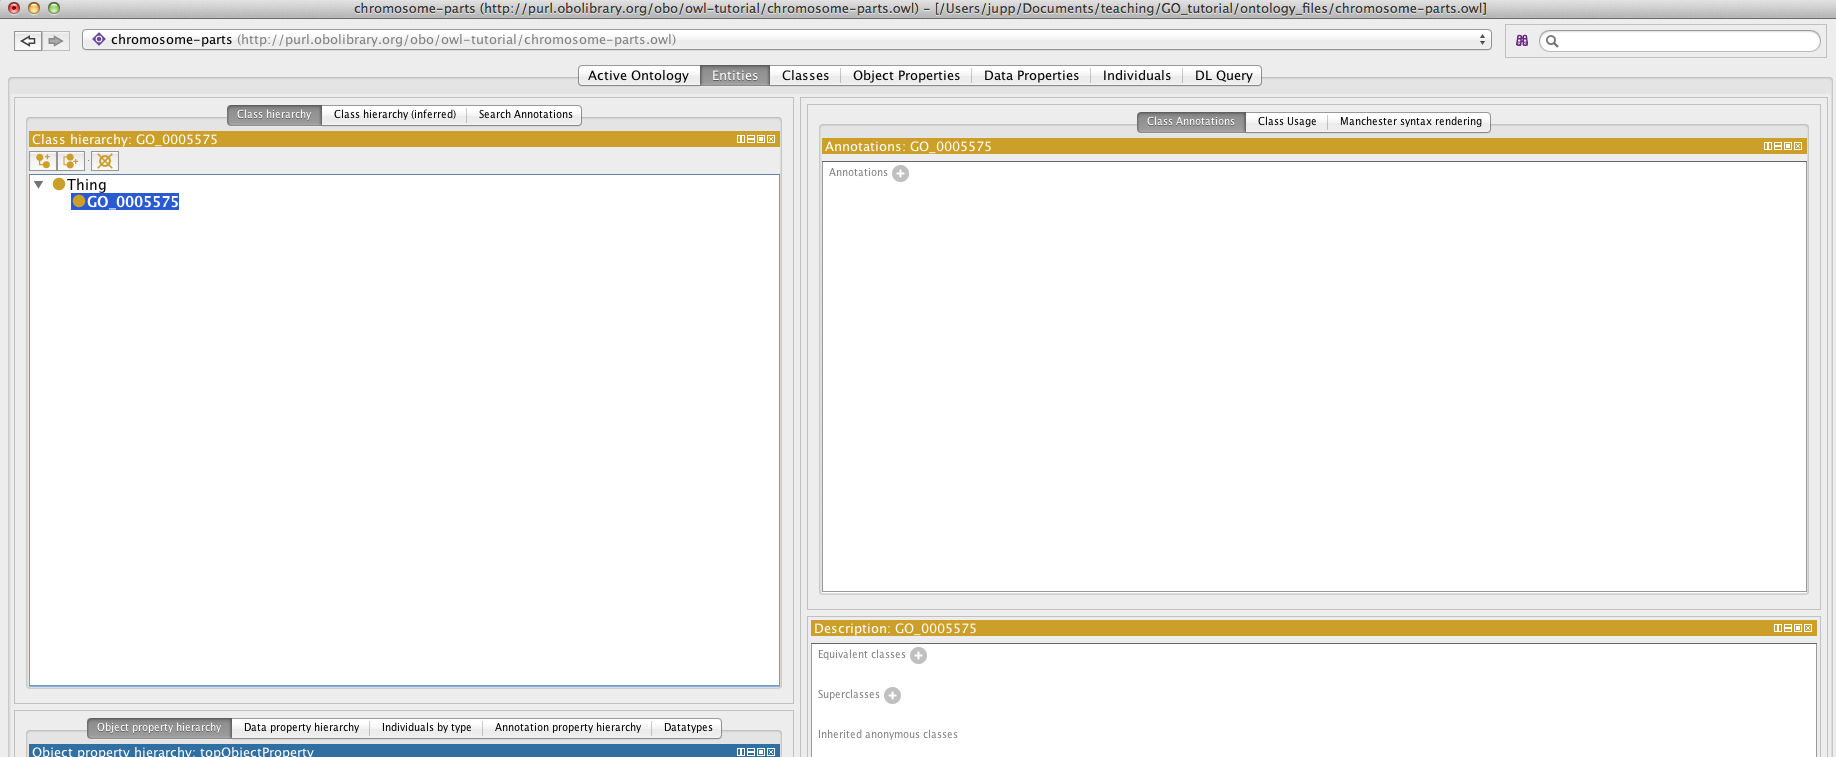 chromosome-parts (http://purl.obolibrary.org/obo/owl-tutorial/chromosome-parts.owl) – [/Users/jupp/Documents/teaching/GO_tutorial/ontology_files/chromosome-parts.owl]
chromosome-parts (http://purl.obolibrary.org/obo/owl-tutorial/chromosome-parts.owl)
Active Ontology Entities Classes Object Properties Data Properties Individuals DL Query
Class hierarchy Class hierarchy (inferred) Search Annotations
Class hierarchy: GO_0005575
Thing
GO_0005575
Object property hierarchy Data property hierarchy Individuals by type Annotation property hierarchy Datatypes
Object property hierarchy: topObjectProperty
Class Annotations Class Usage Manchester syntax rendering
Annotations: GO_0005575
Annotations
Description: GO_0005575
Equivalent classes
Superclasses
Inherited anonymous classes